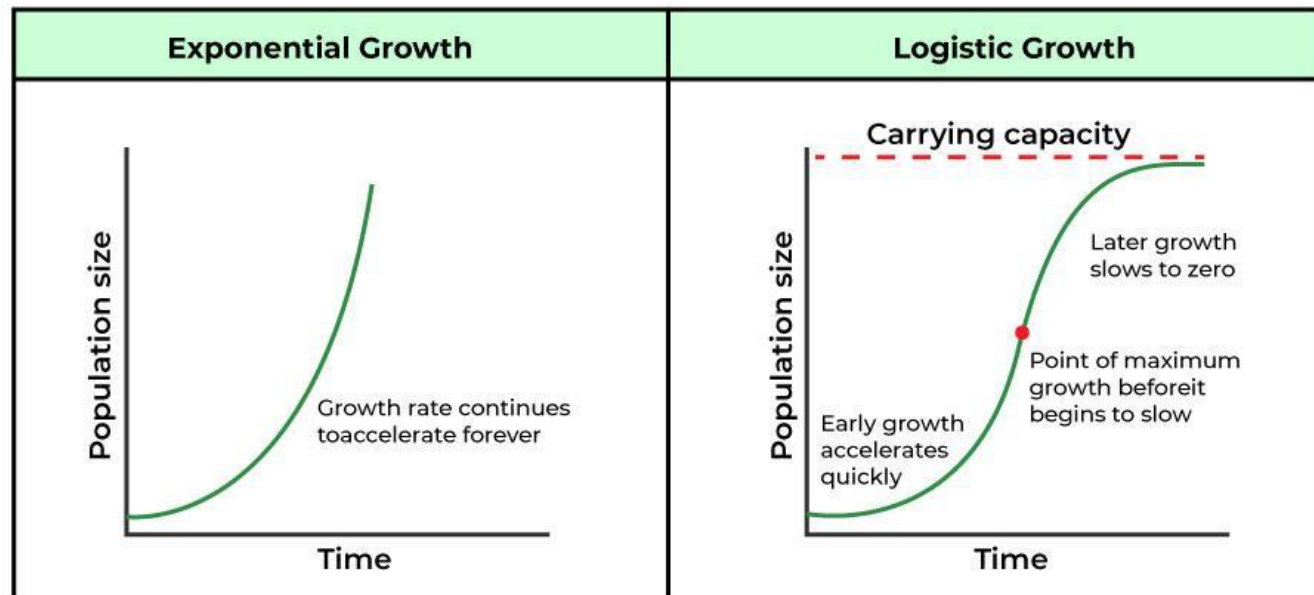 Exponential Growth
Logistic Growth
Population size
Growth rate continues
toaccelerate forever
Time
Carrying capacity
Population size
Later growth
slows to zero
Point of maximum
growth beforeit
begins to slow
Early growth
accelerates
quickly
Time